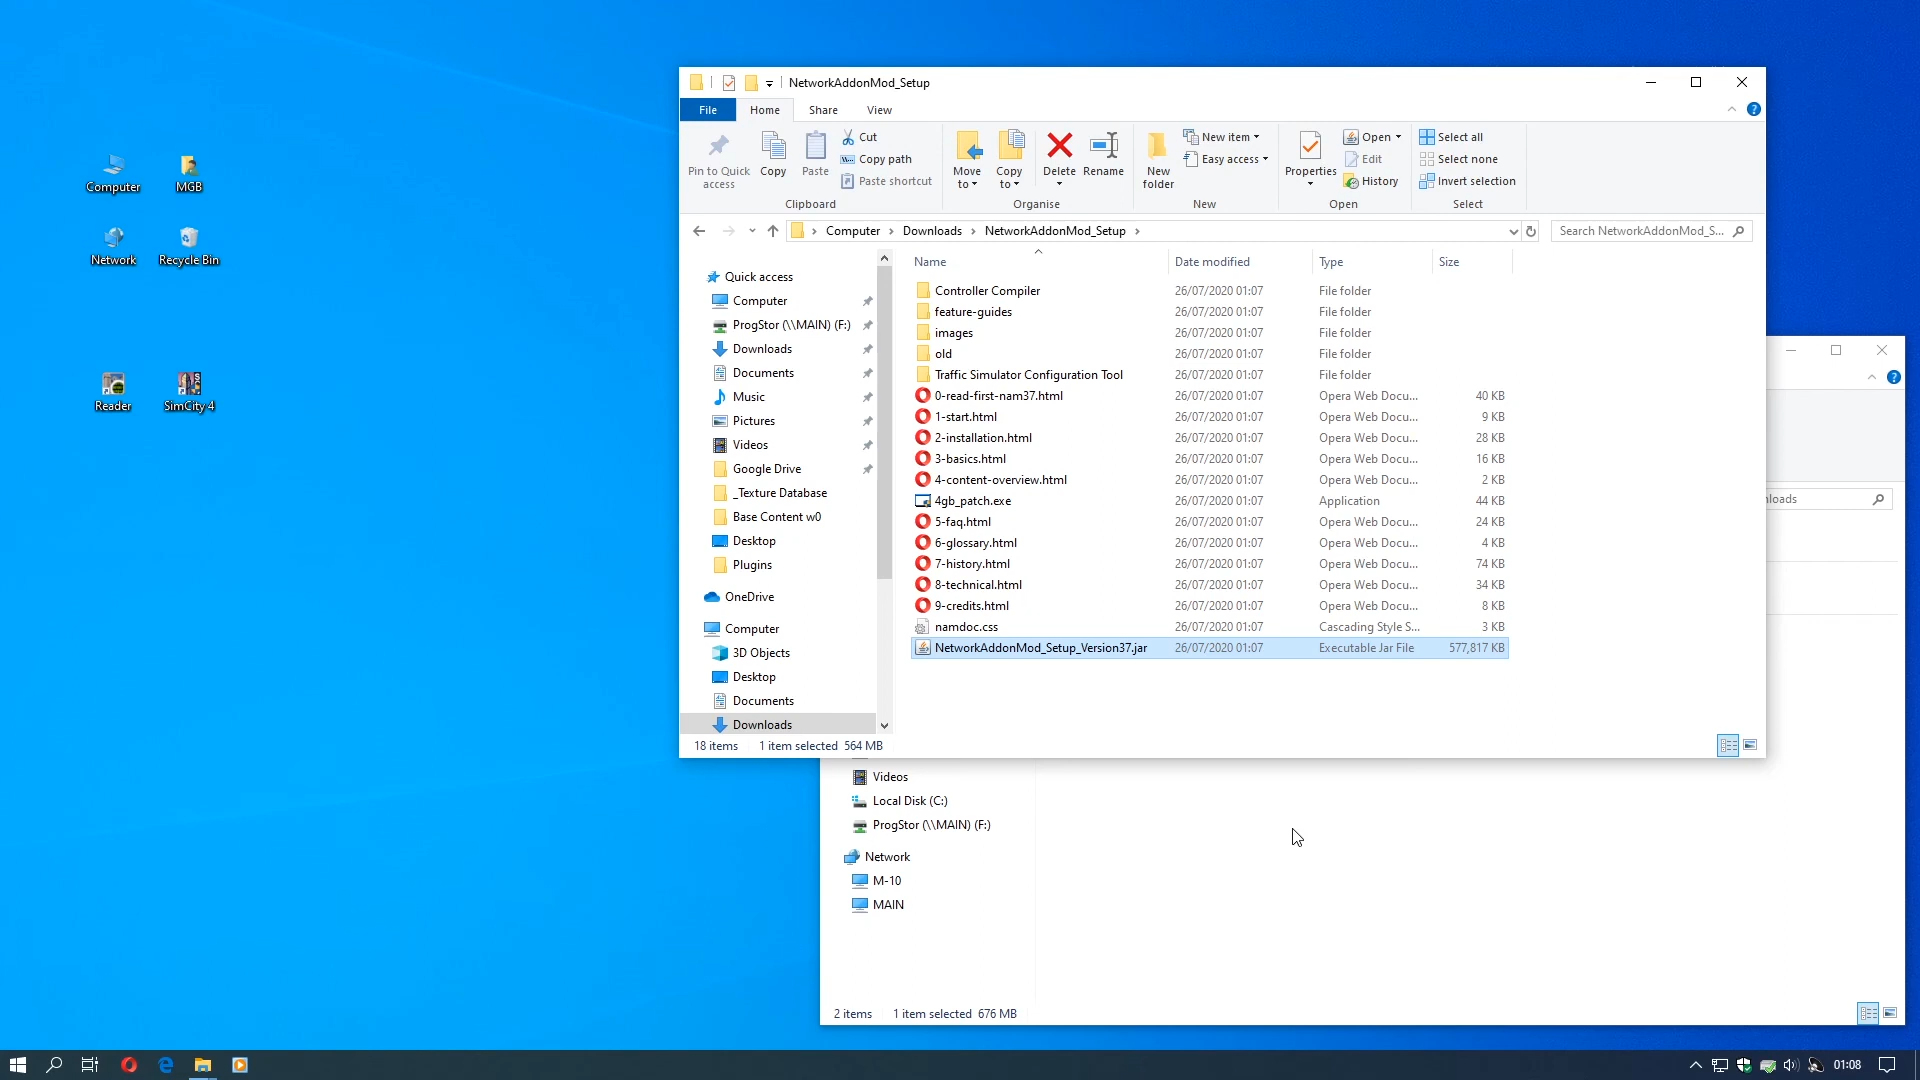 Computer
MGB
Network
Recycle Bin
Reader
SimCity 4
NetworkAddonMod_Setup
File
Home
Share
View
Pin to Quick access
Copy
Paste
Cut
Copy path
Paste shortcut
Clipboard
Move to
Copy to
Delete
Rename
Organise
New folder
New item
Easy access
New
Properties
Open
Edit
History
Open
Select all
Select none
Invert selection
Select
Computer > Downloads > NetworkAddonMod_Setup >
Search NetworkAddonMod_S...
Quick access
Computer
ProgStor (\\MAIN) (F:)
Downloads
Documents
Music
Pictures
Videos
Google Drive
_Texture Database
Base Content w0
Desktop
Plugins
OneDrive
Computer
3D Objects
Desktop
Documents
Downloads
Name Date modified Type Size
Controller Compiler 26/07/2020 01:07 File folder
feature-guides 26/07/2020 01:07 File folder
images 26/07/2020 01:07 File folder
old 26/07/2020 01:07 File folder
Traffic Simulator Configuration Tool 26/07/2020 01:07 File folder
0-read-first-nam37.html 26/07/2020 01:07 Opera Web Docu... 40 KB
1-start.html 26/07/2020 01:07 Opera Web Docu... 9 KB
2-installation.html 26/07/2020 01:07 Opera Web Docu... 28 KB
3-basics.html 26/07/2020 01:07 Opera Web Docu... 16 KB
4-content-overview.html 26/07/2020 01:07 Opera Web Docu... 2 KB
4gb_patch.exe 26/07/2020 01:07 Application 44 KB
5-faq.html 26/07/2020 01:07 Opera Web Docu... 24 KB
6-glossary.html 26/07/2020 01:07 Opera Web Docu... 4 KB
7-history.html 26/07/2020 01:07 Opera Web Docu... 74 KB
8-technical.html 26/07/2020 01:07 Opera Web Docu... 34 KB
9-credits.html 26/07/2020 01:07 Opera Web Docu... 8 KB
namdoc.css 26/07/2020 01:07 Cascading Style S... 3 KB
NetworkAddonMod_Setup_Version37.jar 26/07/2020 01:07 Executable Jar File 577,817 KB
18 items 1 item selected 564 MB
nloads
Videos
Local Disk (C:)
ProgStor (\\MAIN) (F:)
Network
M-10
MAIN
2 items 1 item selected 676 MB
01:08